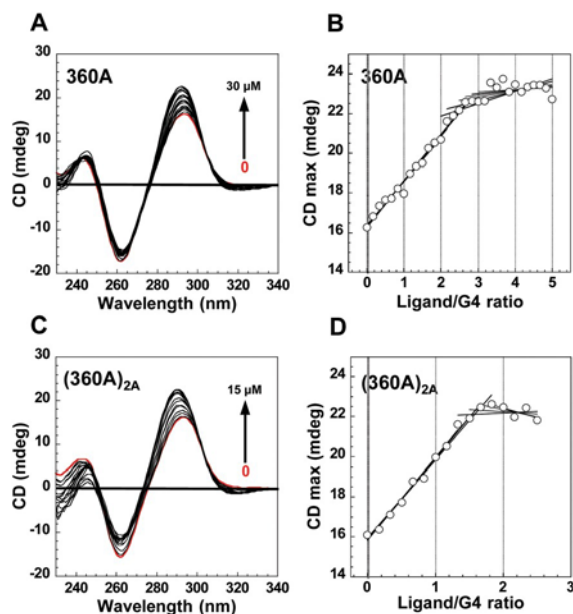 A
360A
30 µM
0
CD (mdeg)
30
20
10
0
-10
-20
240 260 280 300 320 340
Wavelength (nm)
B
360A
CD max (mdeg)
24
22
20
18
16
14
0 1 2 3 4 5
Ligand/G4 ratio
C
(360A)2A
15 µM
0
CD (mdeg)
30
20
10
0
-10
-20
240 260 280 300 320 340
Wavelength (nm)
D
(360A)2A
CD max (mdeg)
24
22
20
18
16
14
0 1 2 3
Ligand/G4 ratio